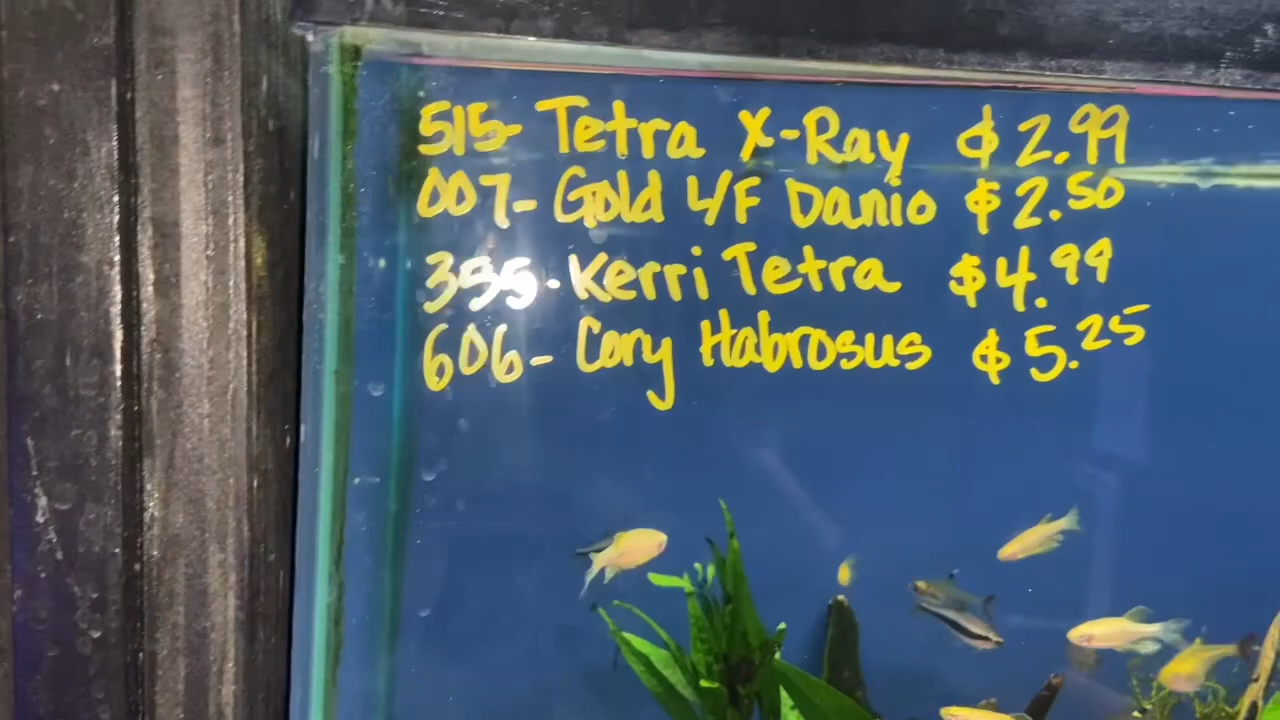 515- Tetra X-Ray $2.99
007- Gold L/F Danio $2.50
355- Kerri Tetra $4.99
606- Cory Habrosus $5.25